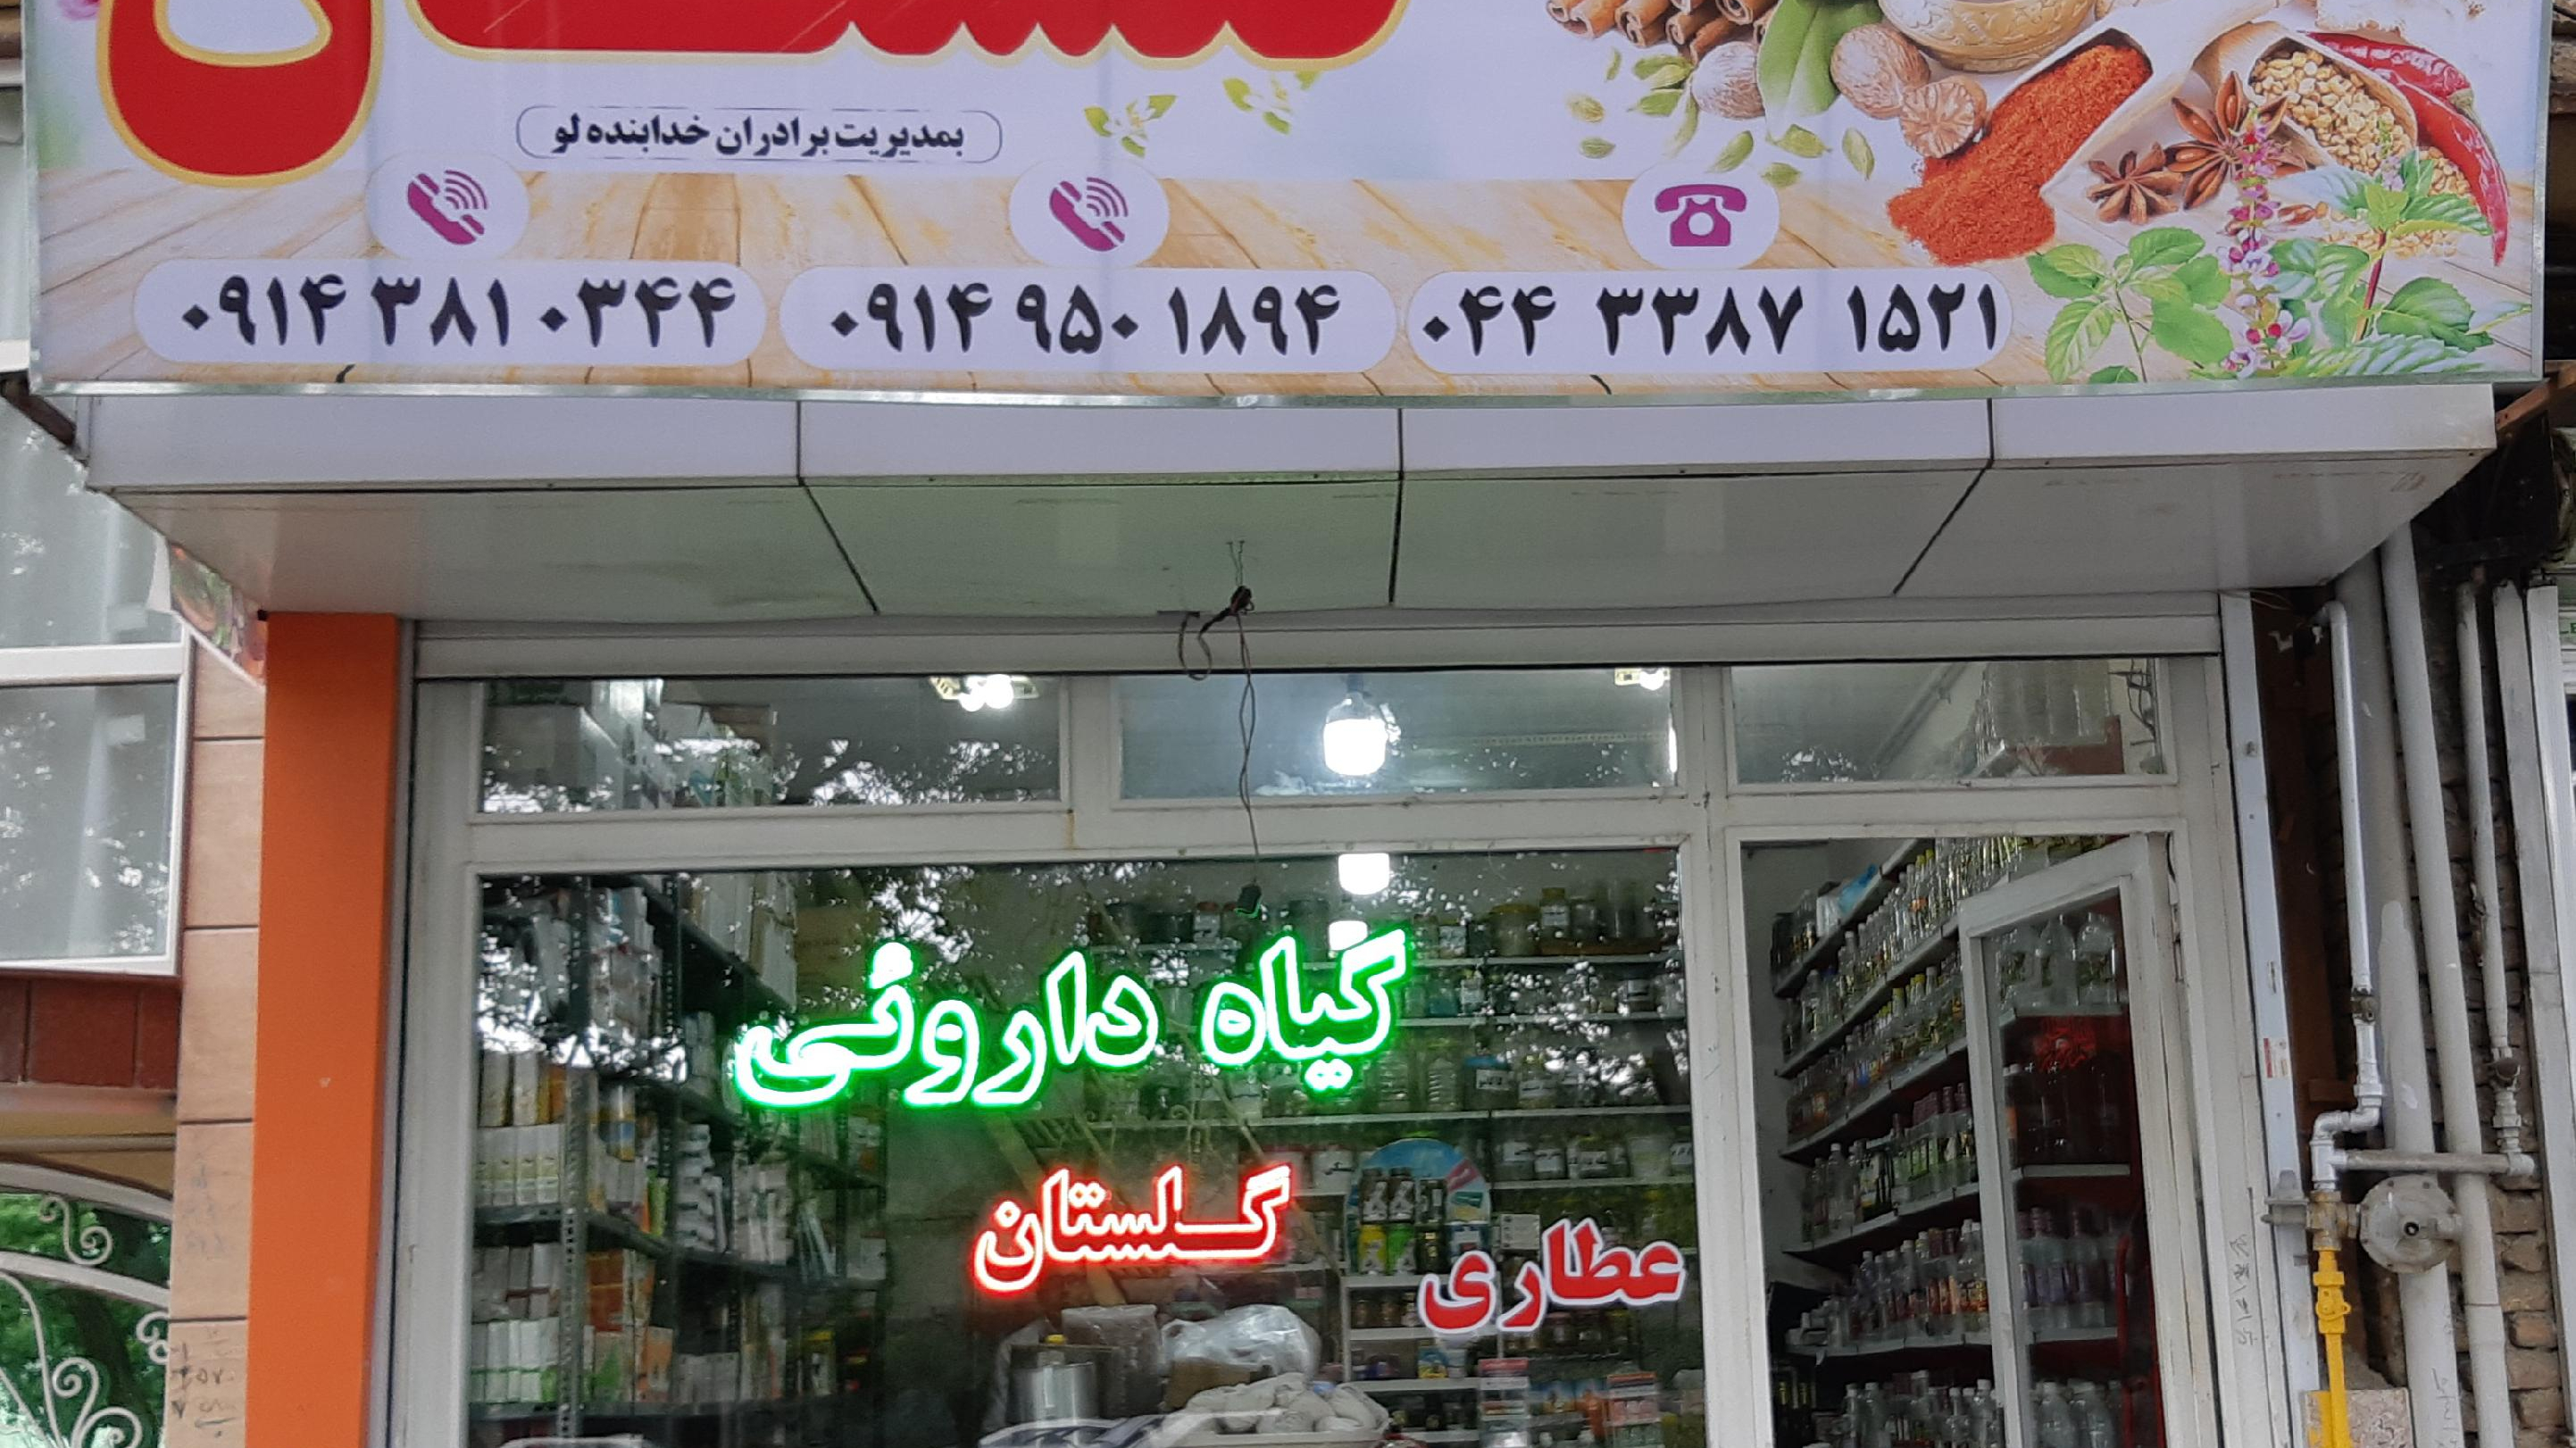 بمدیریت برادران خدابنده لو
۰۹۱۴ ۳۸۱ ۰۳۴۴
۰۹۱۴ ۹۵۰ ۱۸۹۴
۰۴۴ ۳۳۸۷ ۱۵۲۱
گیاه داروئی
گلستان
عطاری